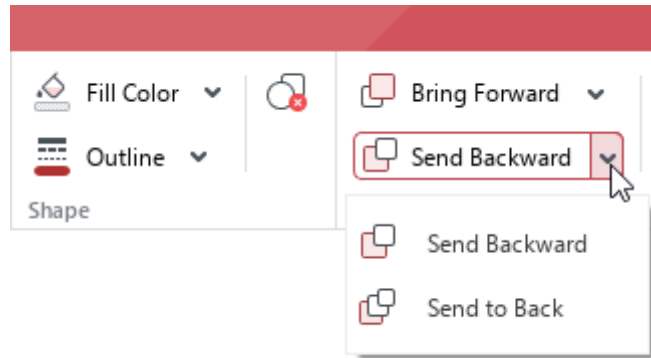 Fill Color
Bring Forward
Outline
Send Backward
Shape
Send Backward
Send to Back